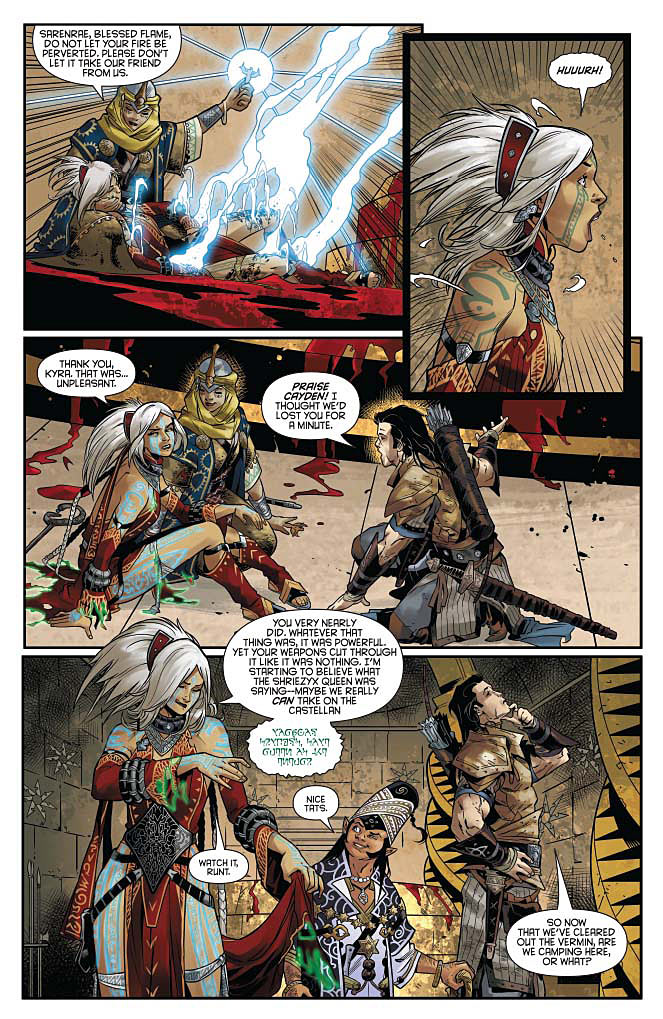 SARENRAE, BLESSED FLAME,
DO NOT LET YOUR FIRE BE
PERVERTED. PLEASE DON'T
LET IT TAKE OUR FRIEND
FROM US.
HUUURH!
THANK YOU,
KYRA. THAT WAS...
UNPLEASANT.
PRAISE
CAYDEN! I
THOUGHT WE'D
LOST YOU FOR
A MINUTE.
YOU VERY NEARLY
DID. WHATEVER THAT
THING WAS, IT WAS POWERFUL.
YET YOUR WEAPONS CUT THROUGH
IT LIKE IT WAS NOTHING. I'M
STARTING TO BELIEVE WHAT
THE SHRIEZYX QUEEN WAS
SAYING--MAYBE WE REALLY
CAN TAKE ON THE
CASTELLAN
NICE
TATS.
WATCH IT,
RUNT.
SO NOW
THAT WE'VE CLEARED
OUT THE VERMIN, ARE
WE CAMPING HERE,
OR WHAT?